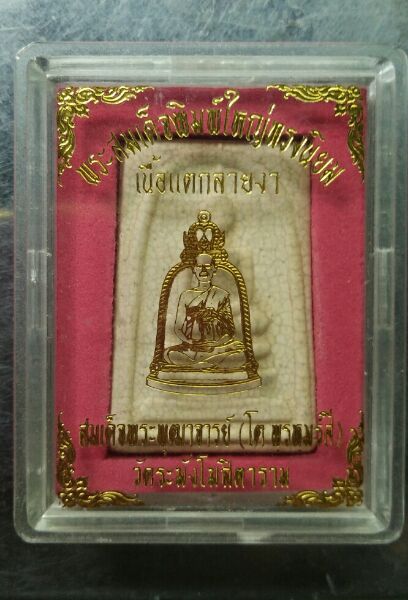 พระสมเด็จพิมพ์ใหญ่ทรงนิยม
เนื้อแตกลายงา
สมเด็จพระพุฒาจารย์ (โต พรหมรังสี)
วัดระฆังโฆสิตาราม